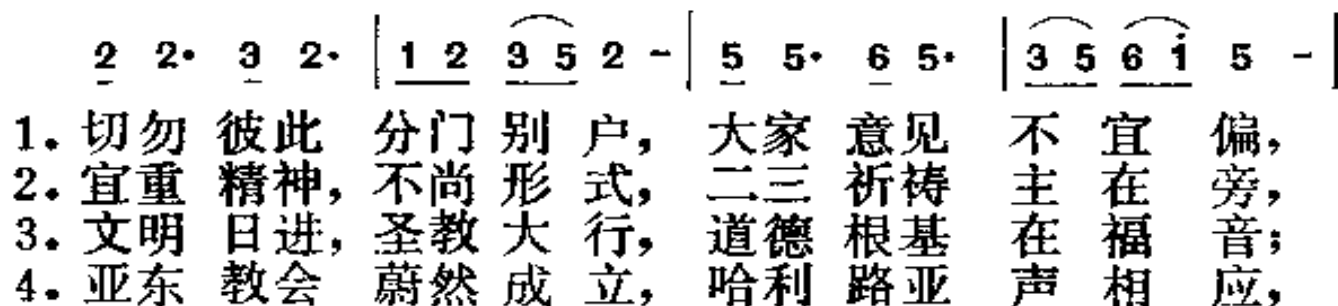 2 2· 3 2· | 1 2 3 5 2 - | 5 5· 6 5· | 3 5 6 i 5 - |
1. 切勿 彼此 分门 别 户, 大家 意见 不 宜 偏,
2. 宜重 精神, 不尚 形 式, 二三 祈祷 主 在 旁,
3. 文明 日进, 圣教 大 行, 道德 根基 在 福 音;
4. 亚东 教会 蔚然 成 立, 哈利 路亚 声 相 应,